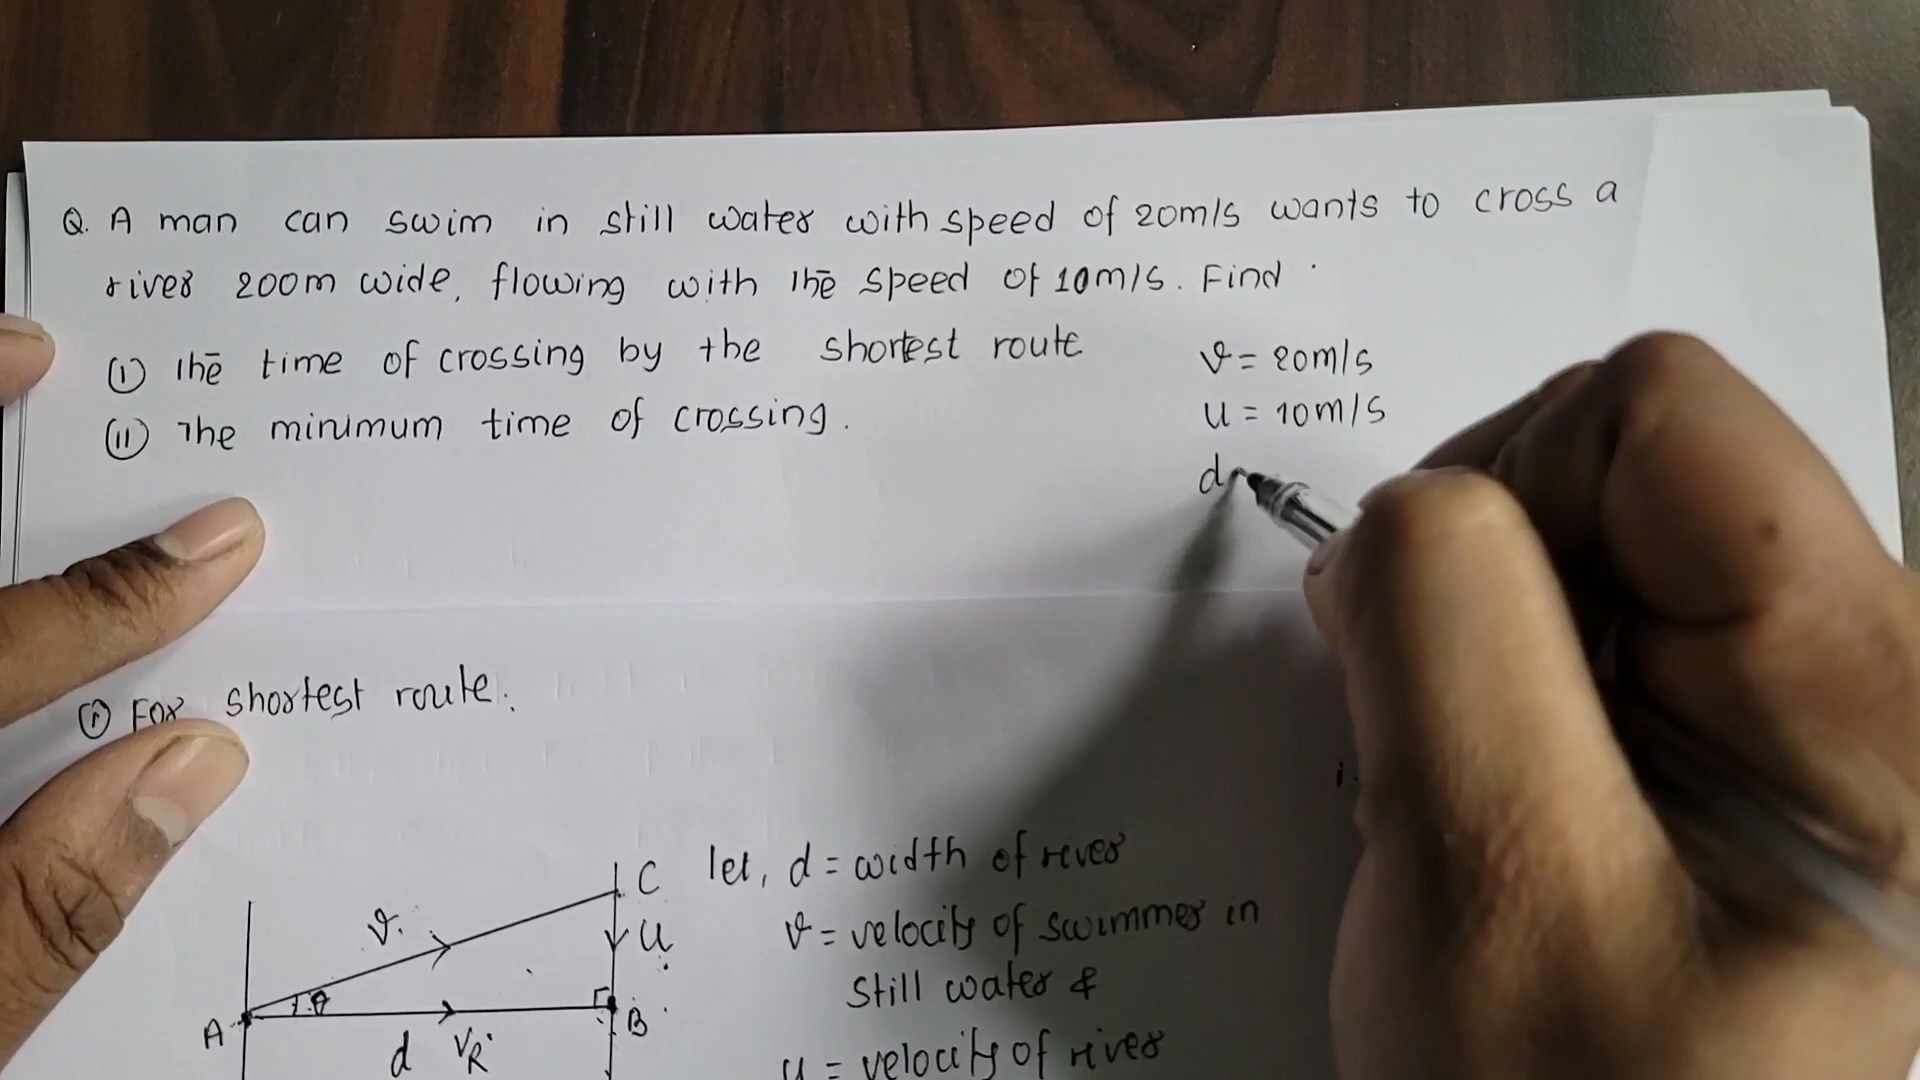 Q. A man can swim in still water with speed of 20m/s wants to cross a
river 200m wide, flowing with the speed of 10m/s. Find
(i) The time of crossing by the shortest route
(ii) The minimum time of crossing.
v = 20m/s
u = 10m/s
d
(i) For shortest route.
C
v
u
θ
A
B
d VR
let, d = width of river
v = velocity of swimmer in
still water &
u = velocity of river